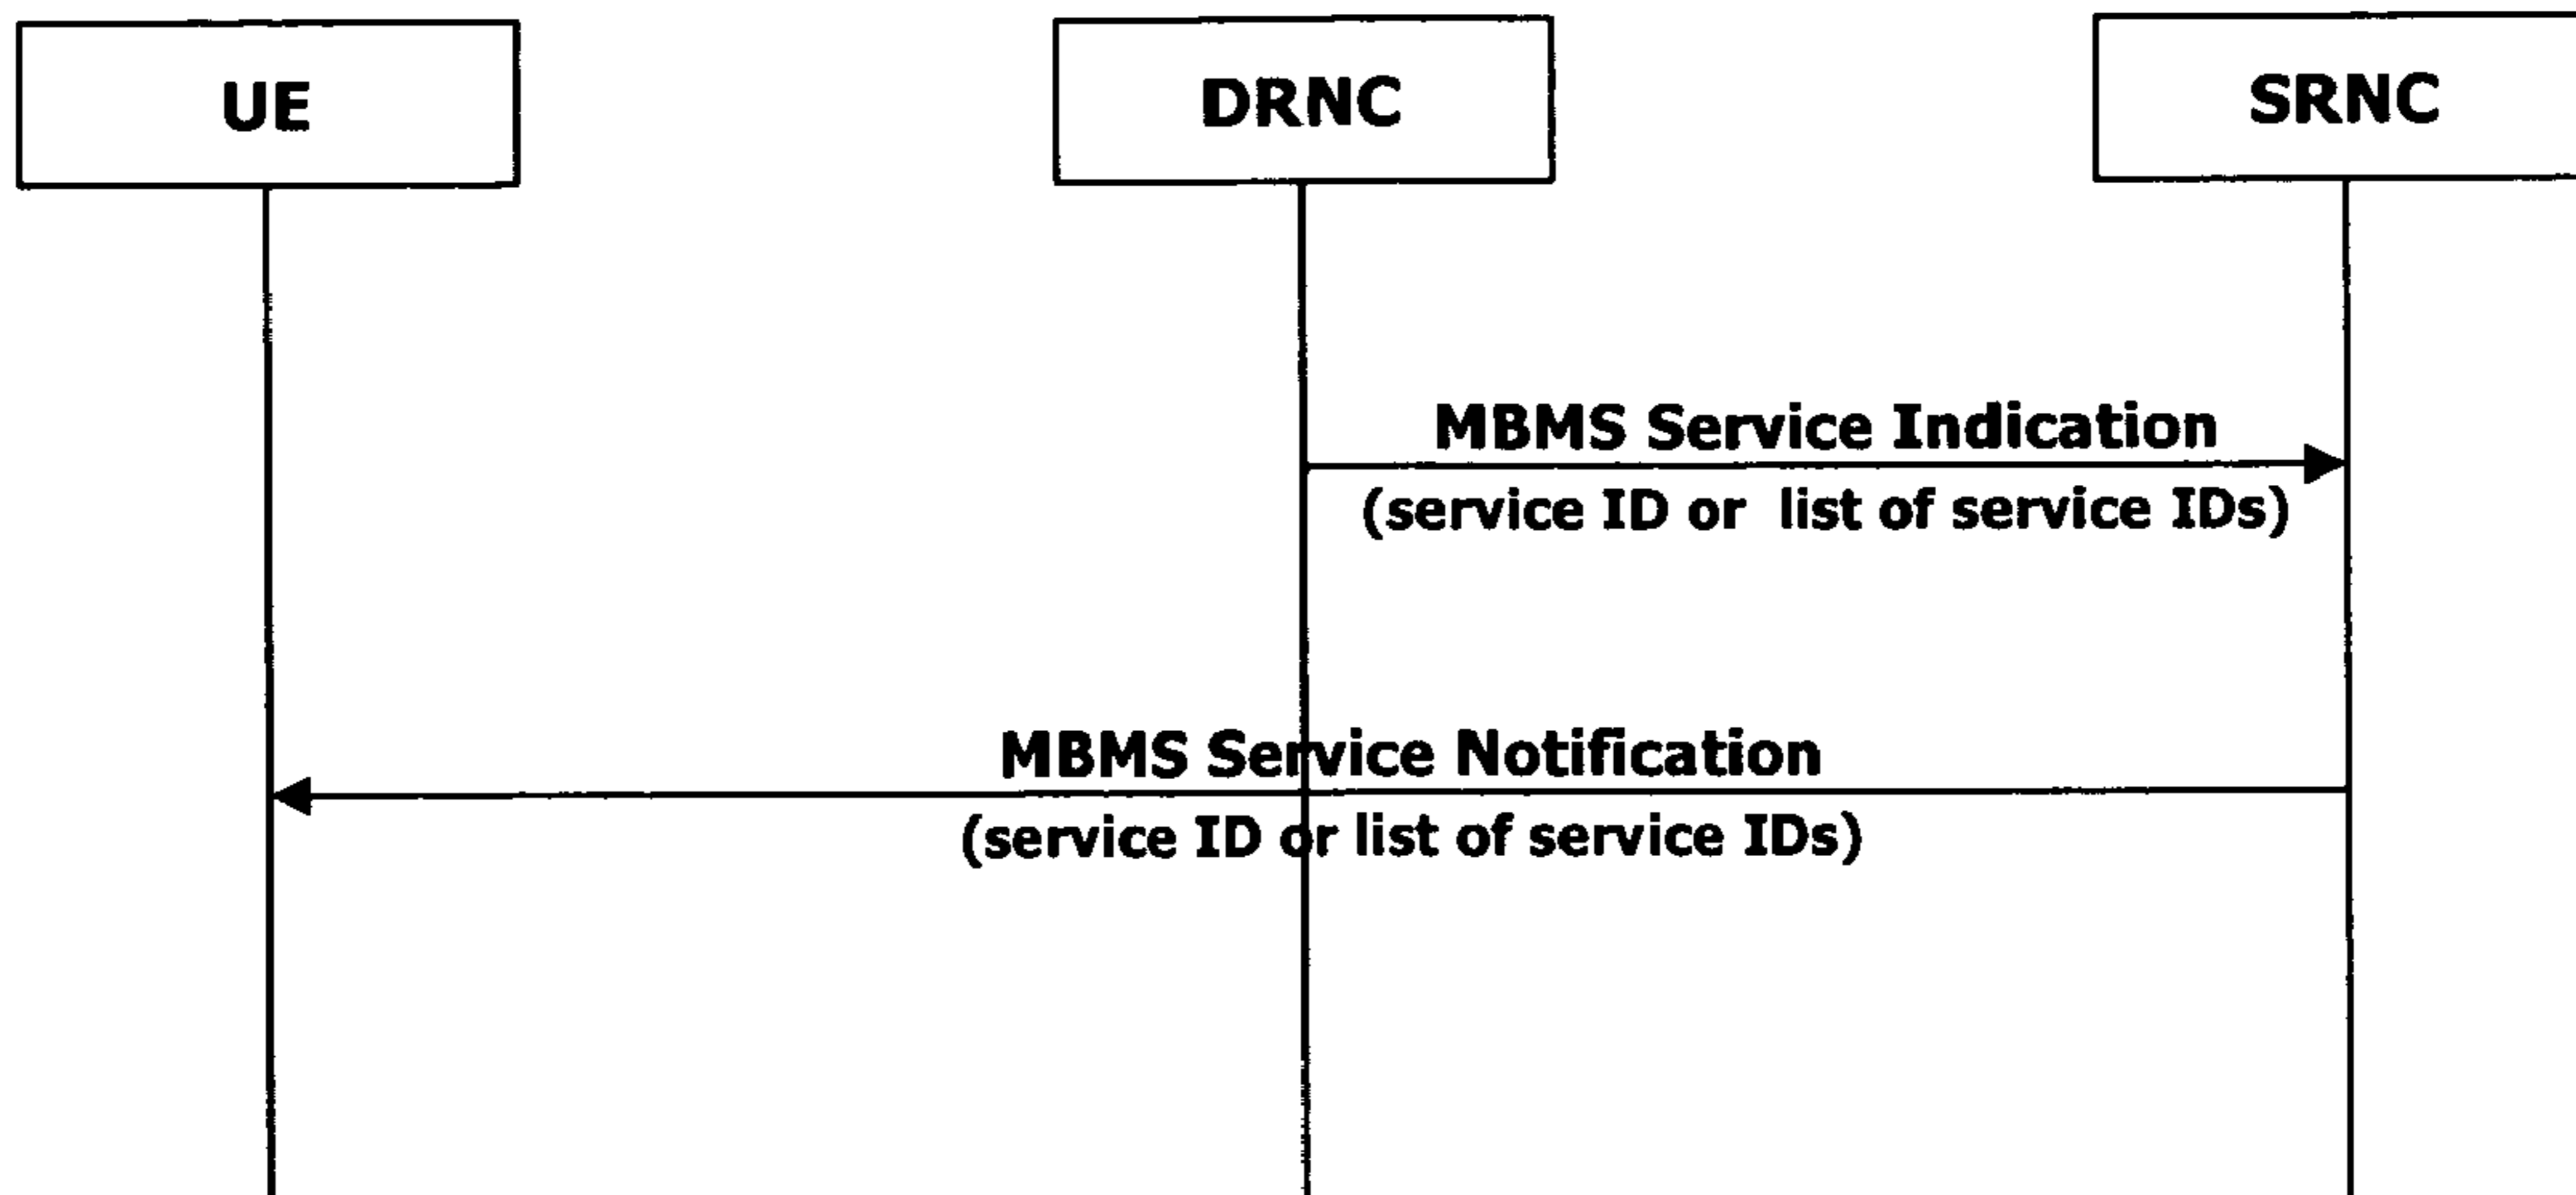 UE
DRNC
SRNC
MBMS Service Indication
(service ID or list of service IDs)
MBMS Service Notification
(service ID or list of service IDs)